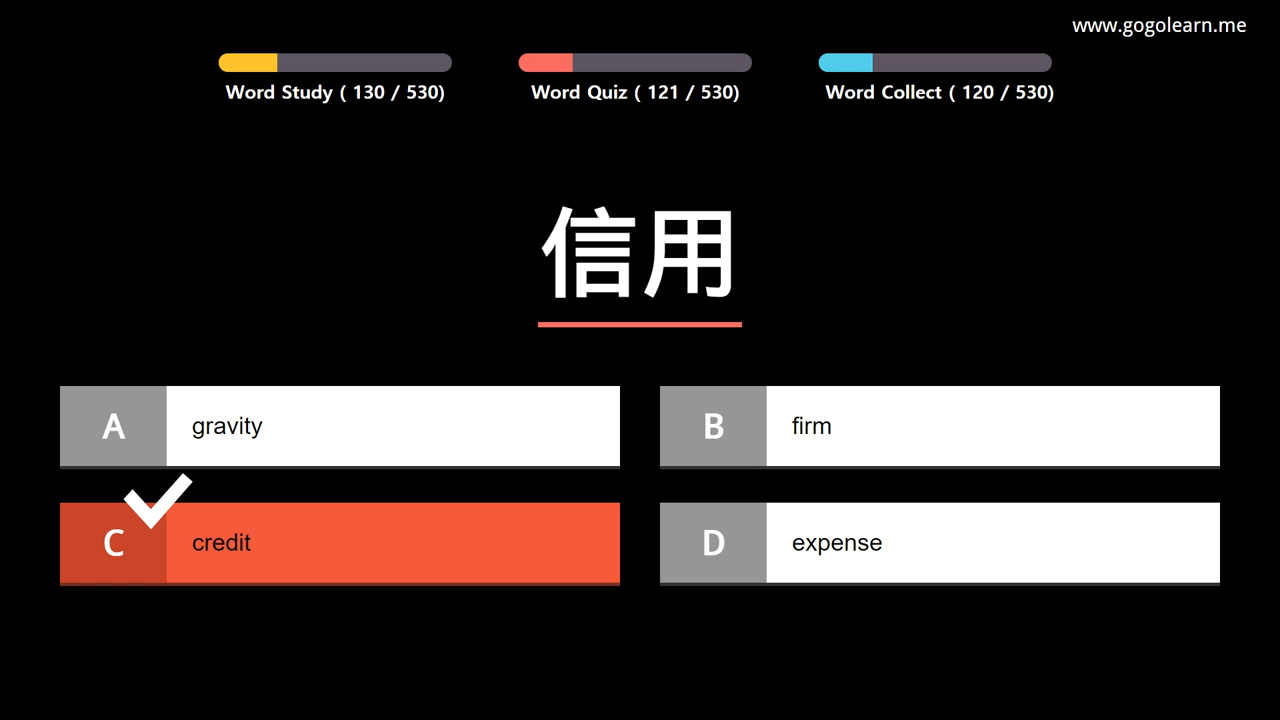 www.gogolearn.me
Word Study ( 130 / 530)
Word Quiz ( 121 / 530)
Word Collect ( 120 / 530)
信用
A gravity
B firm
C credit
D expense